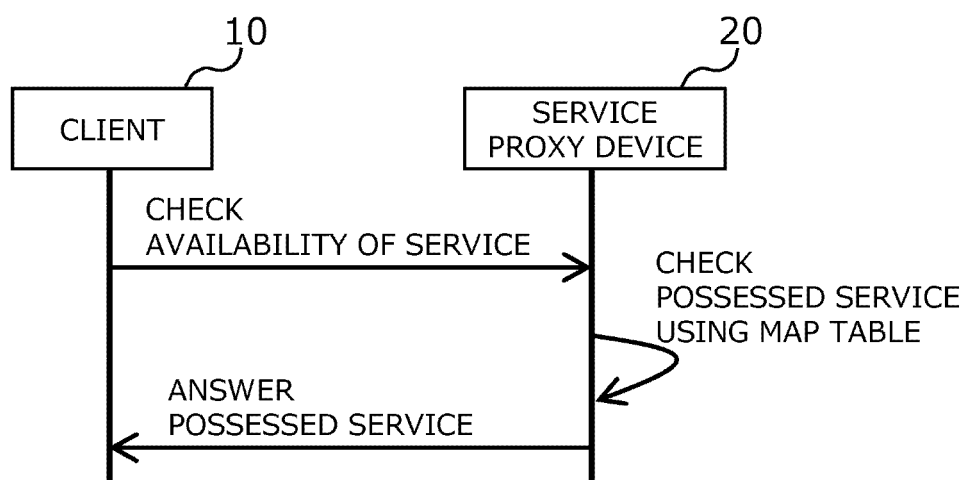 10
20
CLIENT
SERVICE
PROXY DEVICE
CHECK
AVAILABILITY OF SERVICE
CHECK
POSSESSED SERVICE
USING MAP TABLE
ANSWER
POSSESSED SERVICE